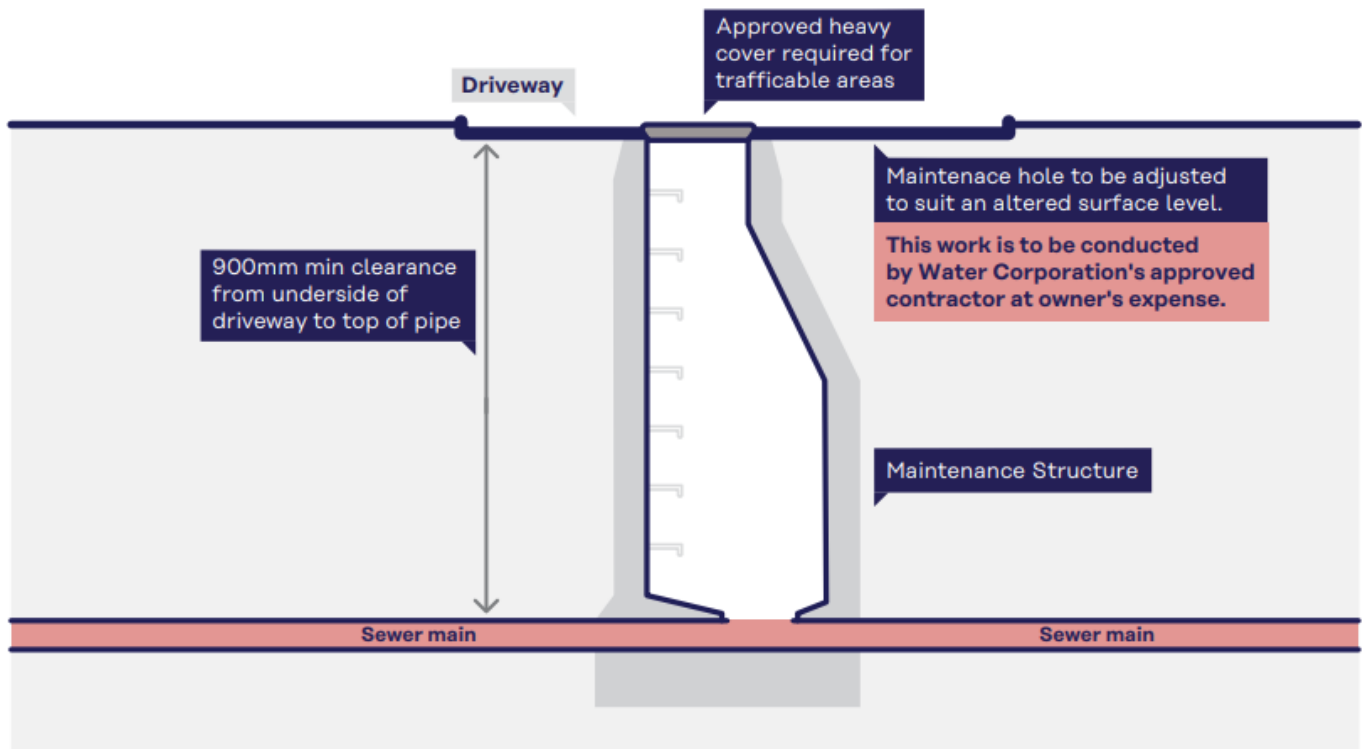 Approved heavy
cover required for
trafficable areas
Driveway
Maintenace hole to be adjusted
to suit an altered surface level.
This work is to be conducted
by Water Corporation's approved
contractor at owner's expense.
900mm min clearance
from underside of
driveway to top of pipe
Maintenance Structure
Sewer main
Sewer main